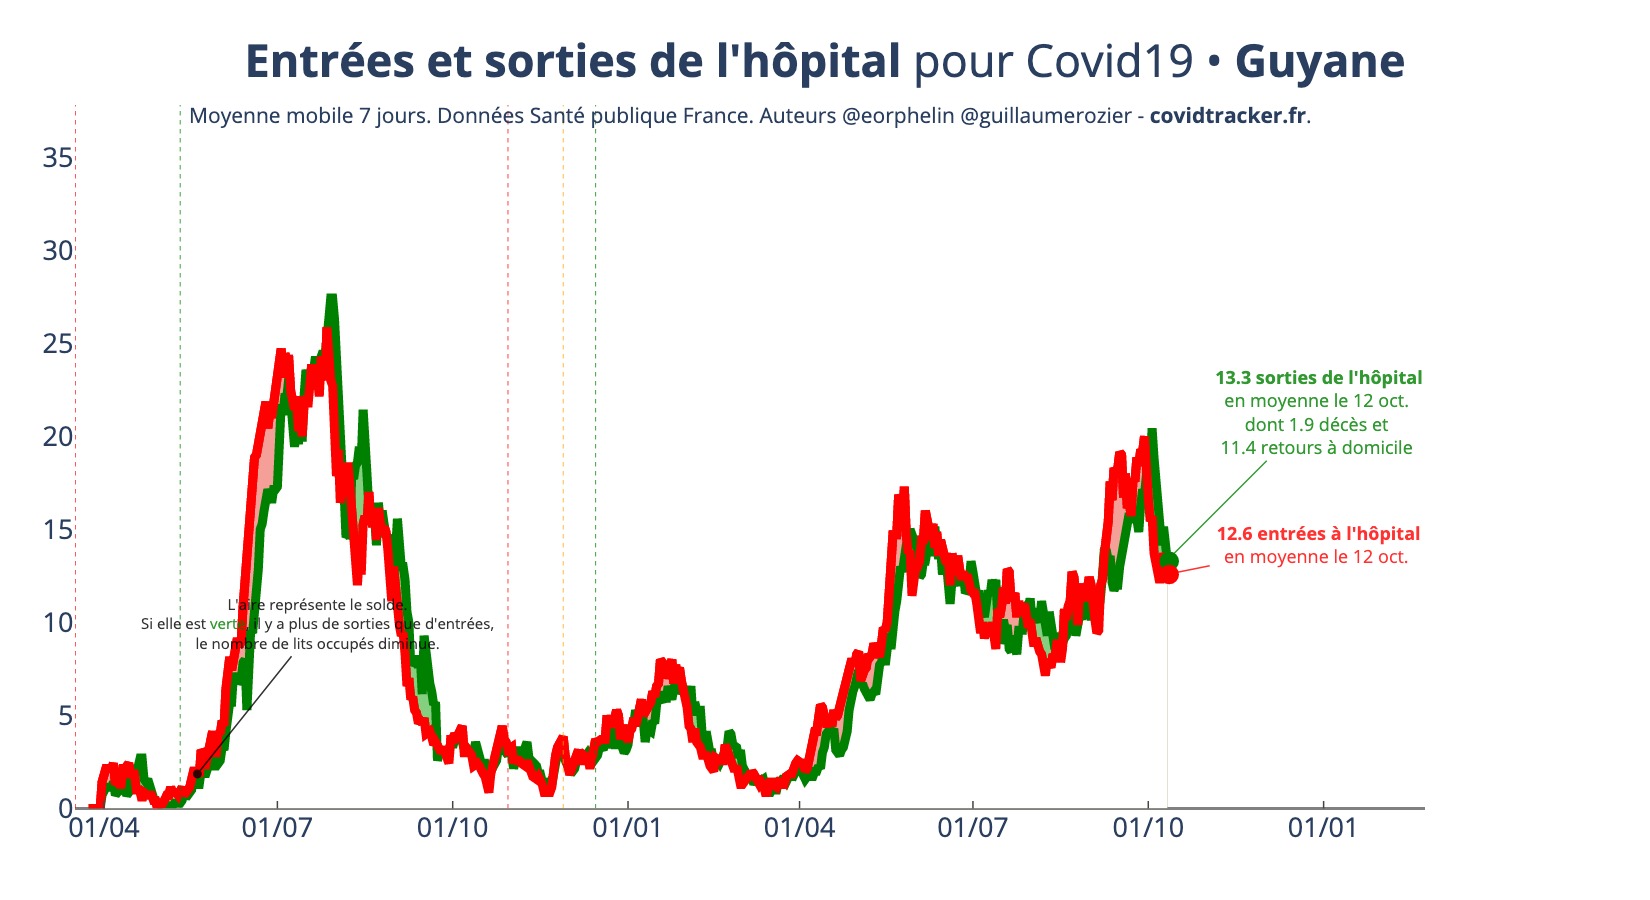 Entrées et sorties de l'hôpital pour Covid19 • Guyane
Moyenne mobile 7 jours. Données Santé publique France. Auteurs @eorphelin @guillaumerozier - covidtracker.fr.
35
30
25
20
15
10
5
0
13.3 sorties de l'hôpital
en moyenne le 12 oct.
dont 1.9 décès et
11.4 retours à domicile
12.6 entrées à l'hôpital
en moyenne le 12 oct.
L'aire représente le solde.
Si elle est verte, il y a plus de sorties que d'entrées,
le nombre de lits occupés diminue.
01/04 01/07 01/10 01/01 01/04 01/07 01/10 01/01